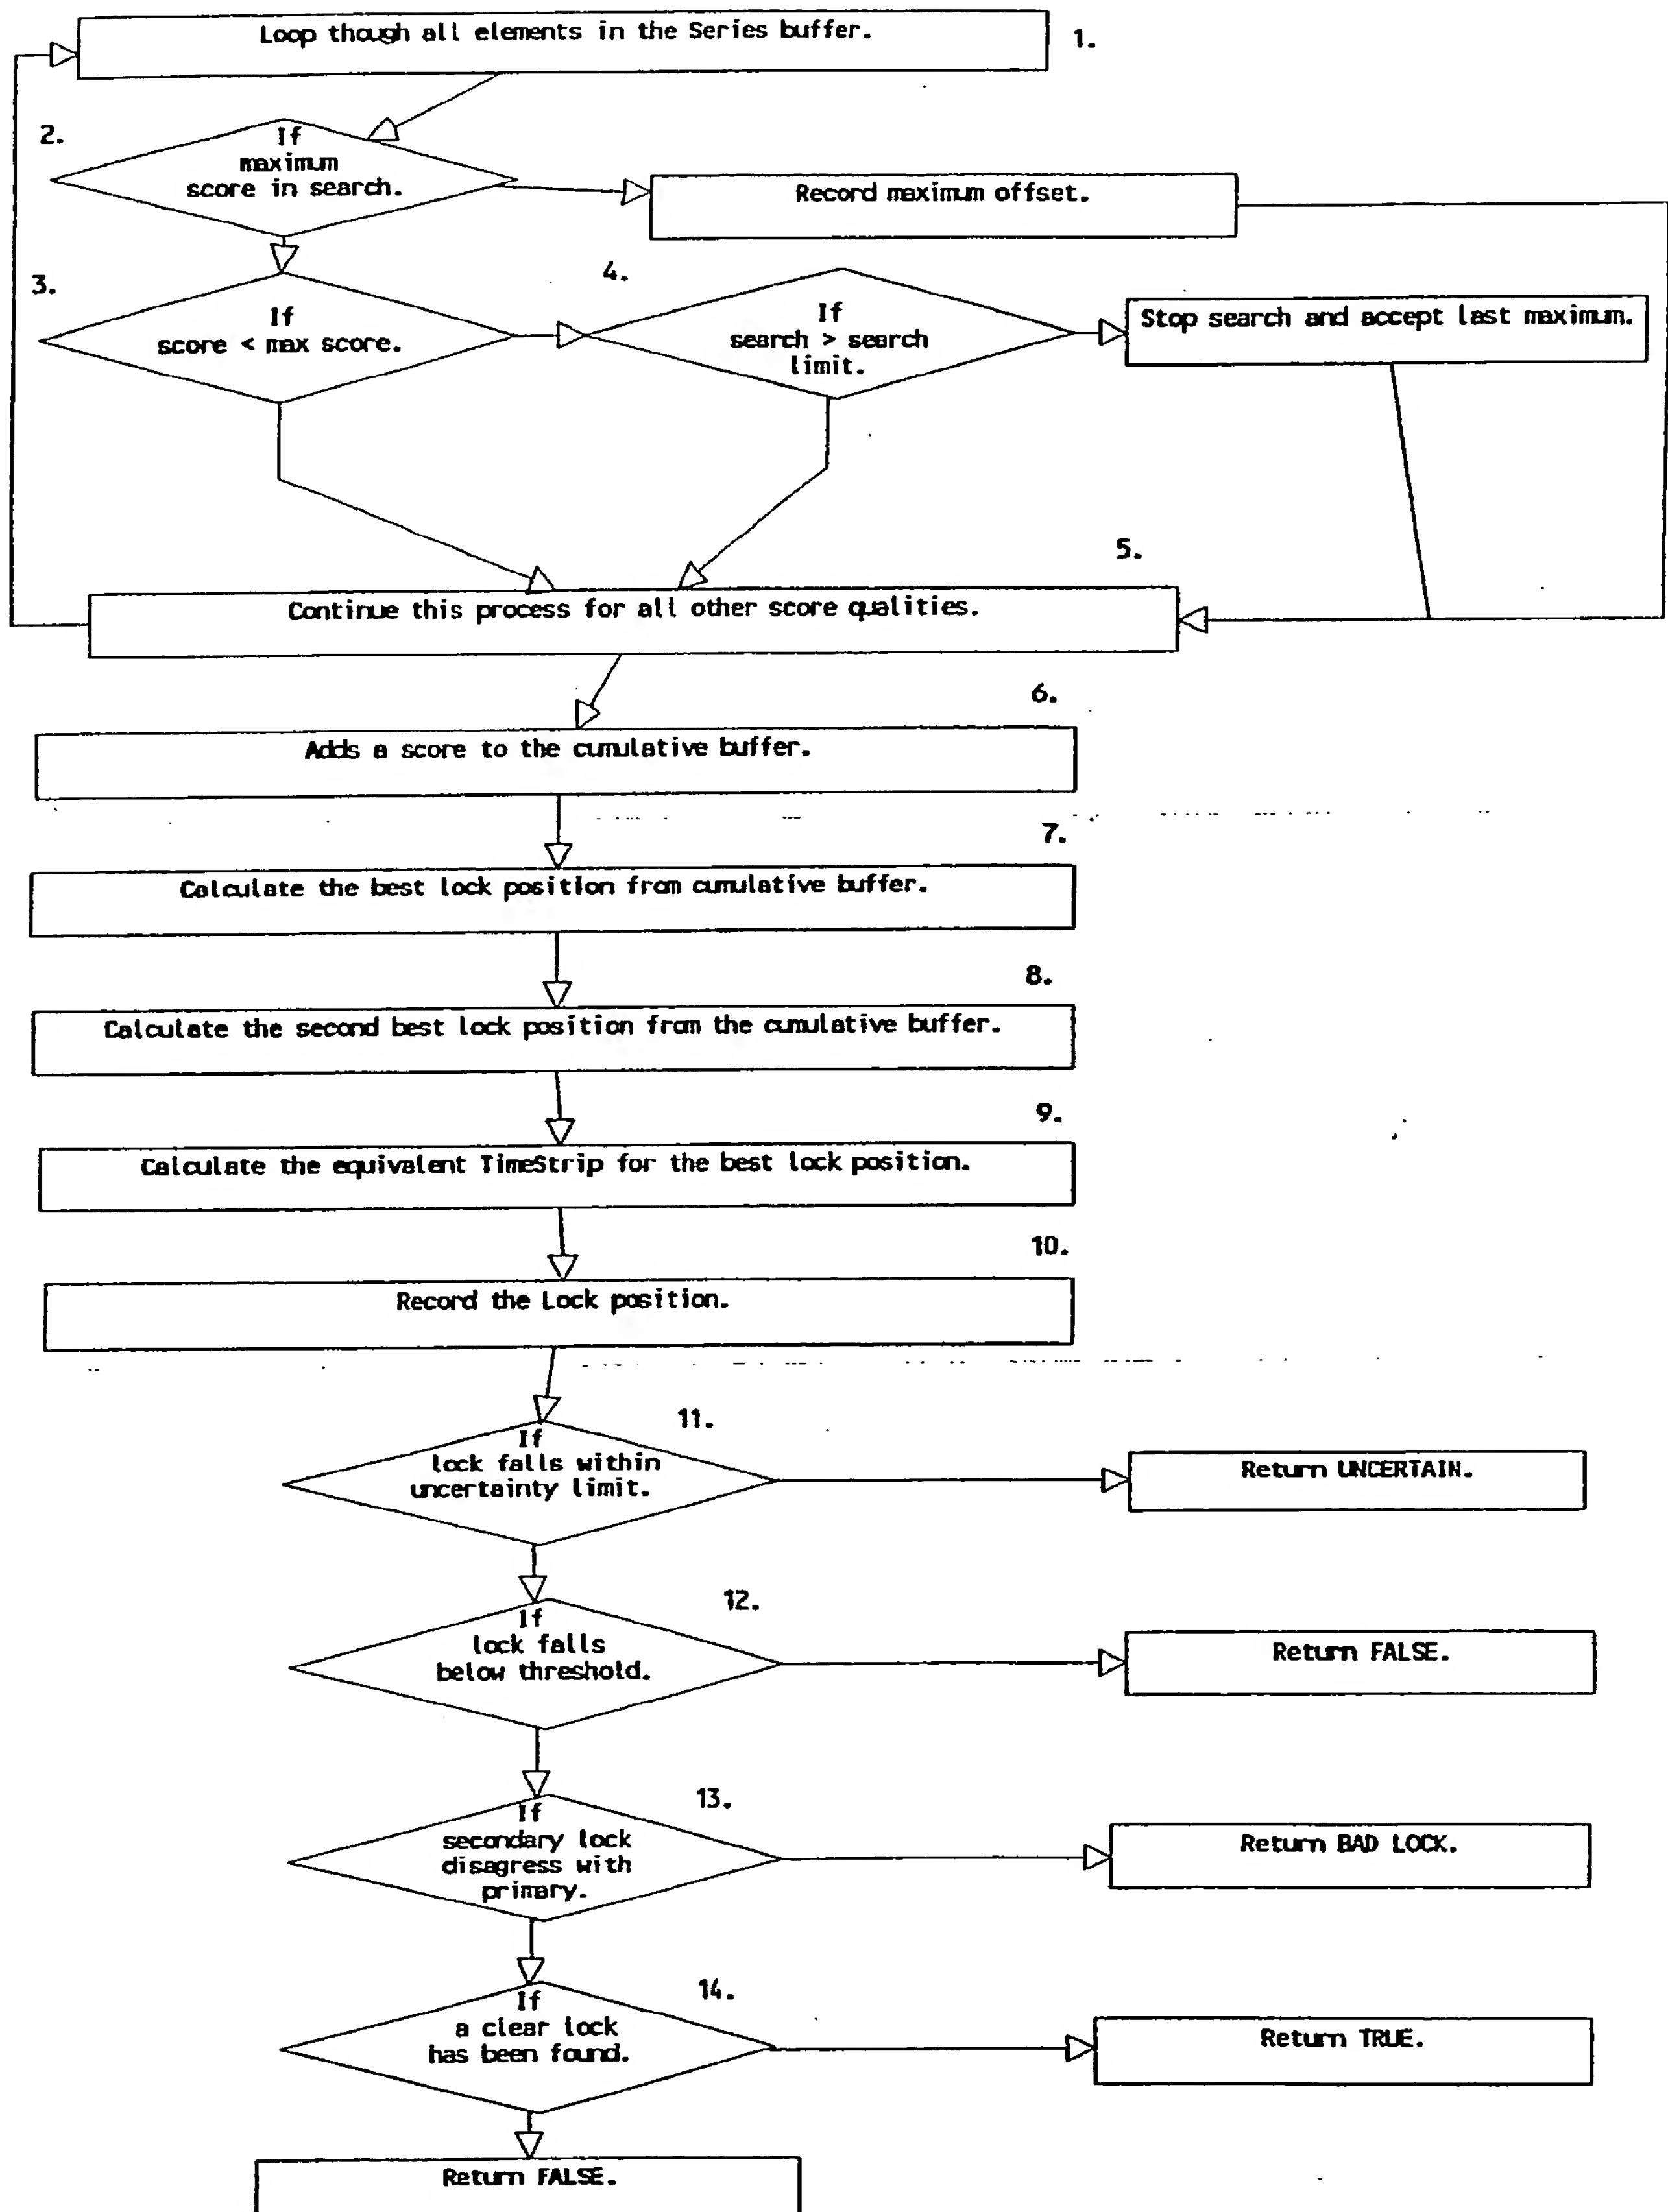 Loop though all elements in the Series buffer.
1.
2.
If
maximum
score in search.
Record maximum offset.
3.
If
score < max score.
4.
If
search > search
limit.
Stop search and accept last maximum.
5.
Continue this process for all other score qualities.
6.
Adds a score to the cumulative buffer.
7.
Calculate the best lock position from cumulative buffer.
8.
Calculate the second best lock position from the cumulative buffer.
9.
Calculate the equivalent TimeStrip for the best lock position.
10.
Record the Lock position.
11.
If
lock falls within
uncertainty limit.
Return UNCERTAIN.
12.
If
lock falls
below threshold.
Return FALSE.
13.
If
secondary lock
disagress with
primary.
Return BAD LOCK.
14.
If
a clear lock
has been found.
Return TRUE.
Return FALSE.